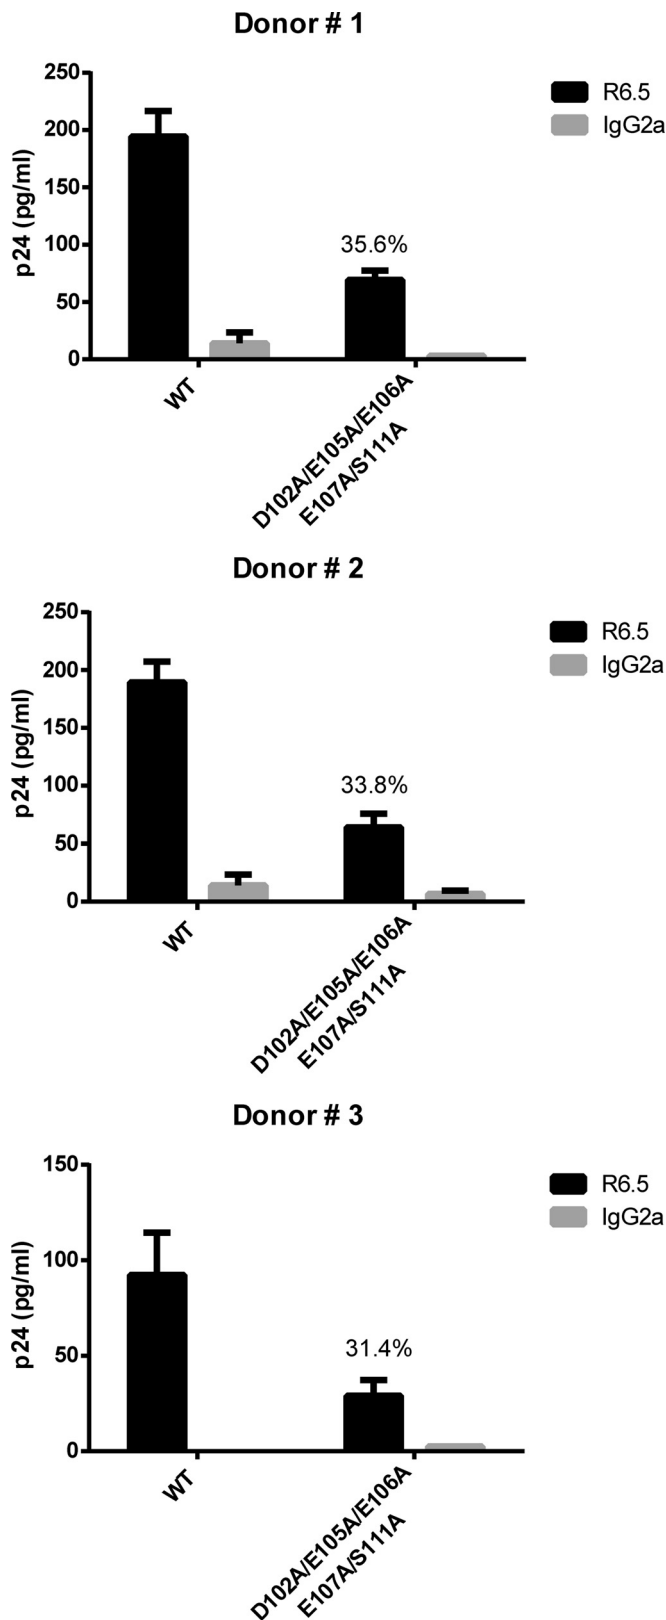 Donor # 1
250
200
150
100
50
0
p24 (pg/ml)
35.6%
R6.5
IgG2a
WT
D102A/E105A/E106A
E107A/S111A
Donor # 2
250
200
150
100
50
0
p24 (pg/ml)
33.8%
R6.5
IgG2a
WT
D102A/E105A/E106A
E107A/S111A
Donor # 3
150
100
50
0
p24 (pg/ml)
31.4%
R6.5
IgG2a
WT
D102A/E105A/E106A
E107A/S111A